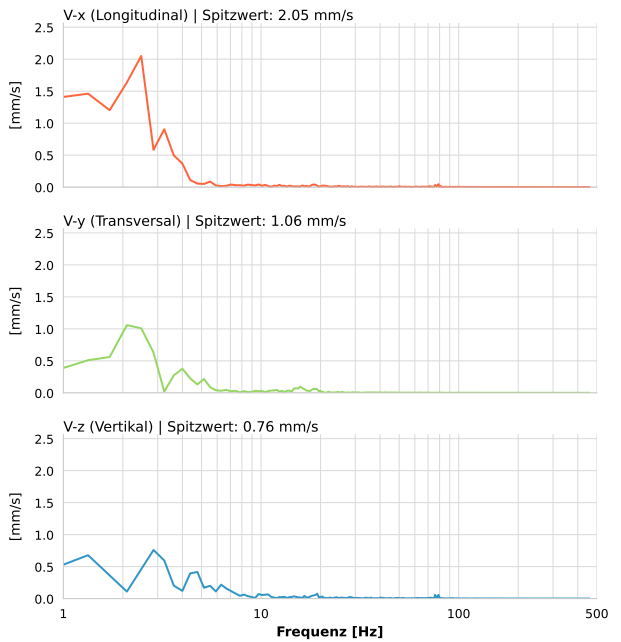 V-x (Longitudinal) | Spitzwert: 2.05 mm/s
2.5
2.0
1.5
1.0
0.5
0.0
[mm/s]
V-y (Transversal) | Spitzwert: 1.06 mm/s
2.5
2.0
1.5
1.0
0.5
0.0
[mm/s]
V-z (Vertikal) | Spitzwert: 0.76 mm/s
2.5
2.0
1.5
1.0
0.5
0.0
[mm/s]
1 10 100 500
Frequenz [Hz]